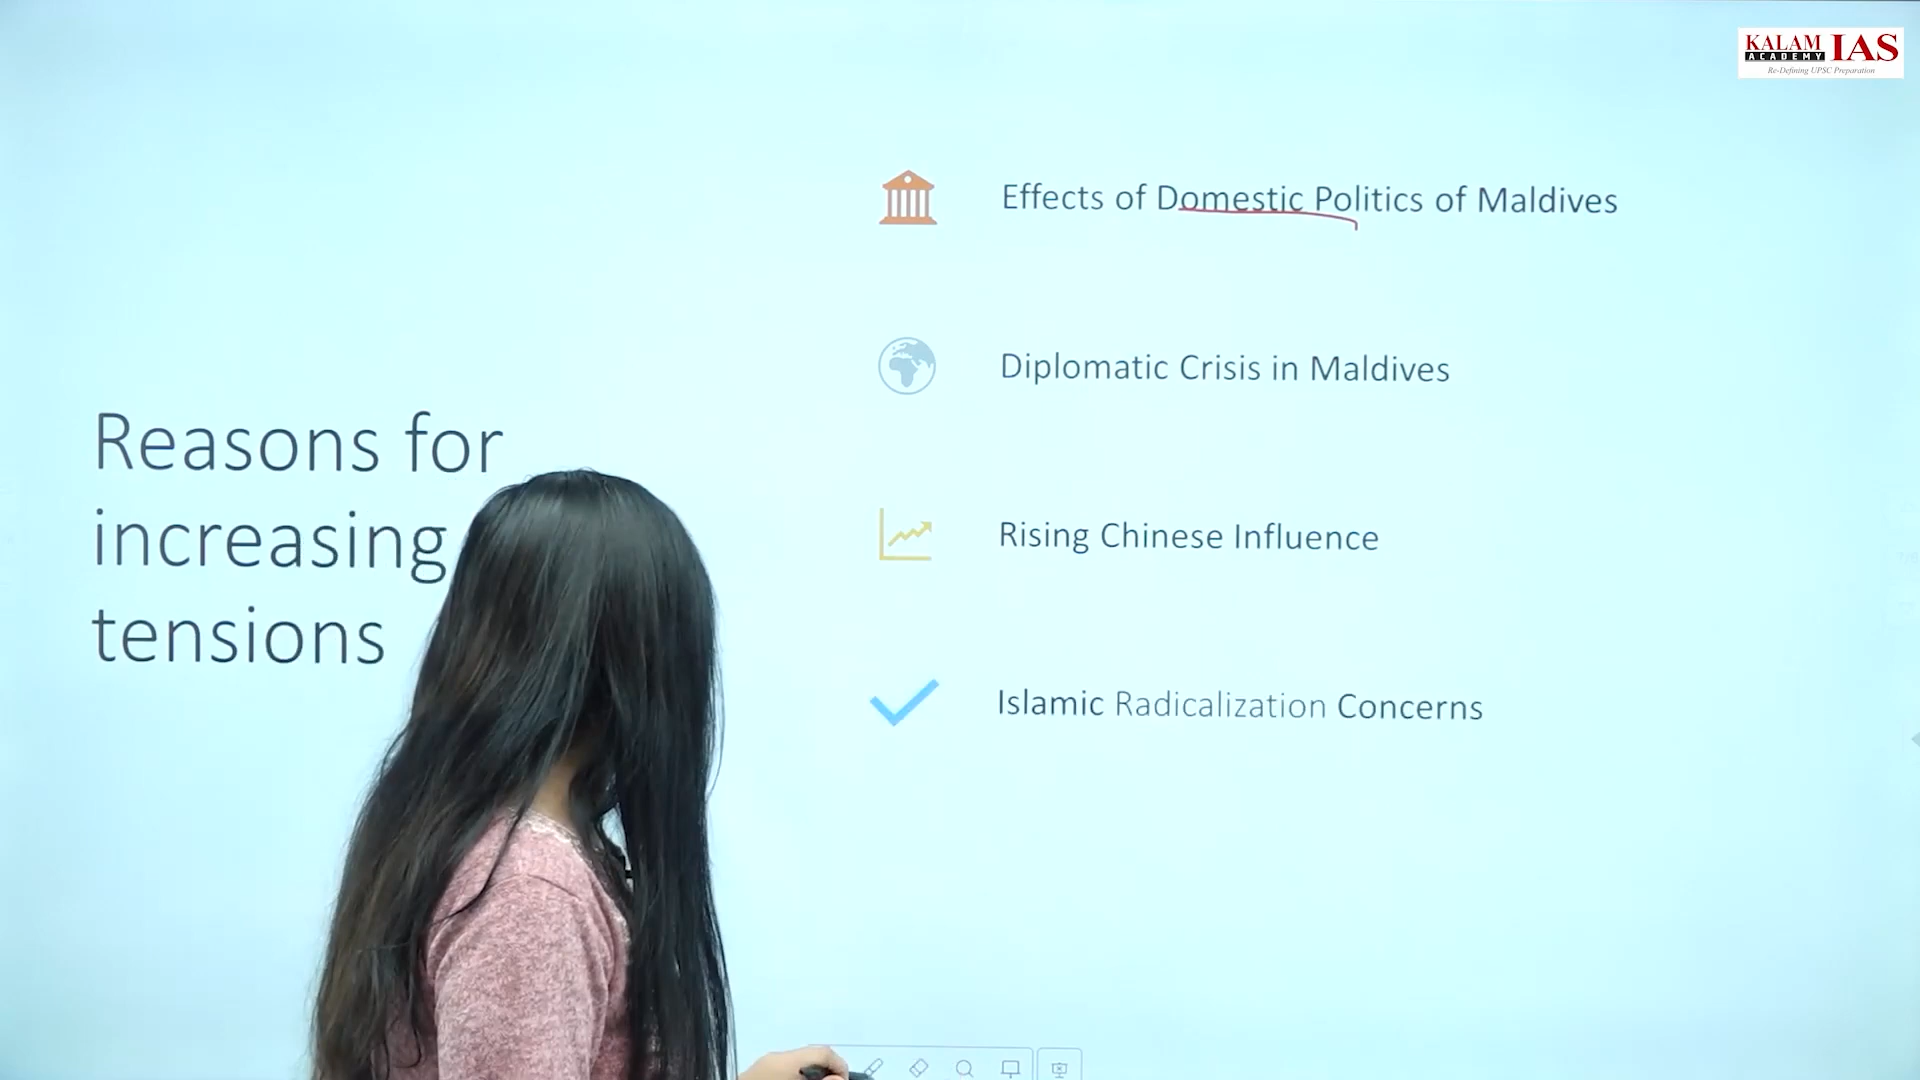 KALAM IAS
ACADEMY
Re-Defining UPSC Preparation
Effects of Domestic Politics of Maldives
Diplomatic Crisis in Maldives
Reasons for
increasing
tensions
Rising Chinese Influence
Islamic Radicalization Concerns